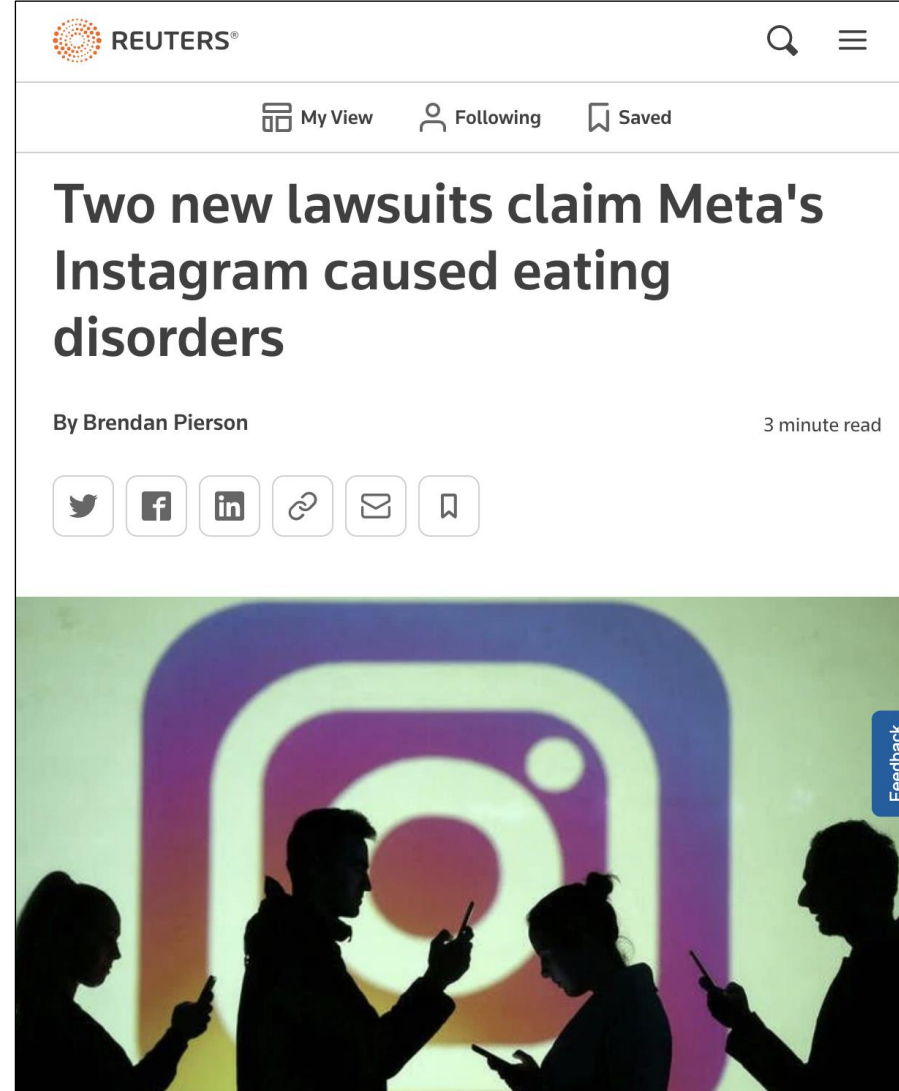 REUTERS®
My View
Following
Saved
Two new lawsuits claim Meta's
Instagram caused eating
disorders
By Brendan Pierson
3 minute read
Feedback